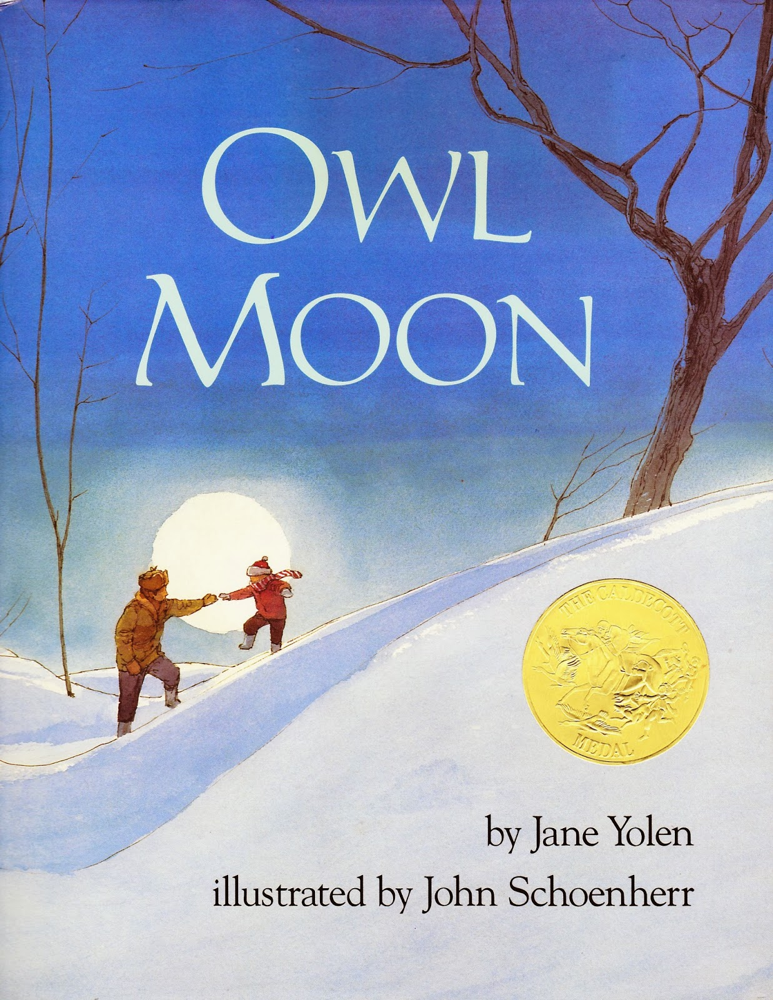 OWL
MOON
THE CALDECOTT
MEDAL
by Jane Yolen
illustrated by John Schoenherr